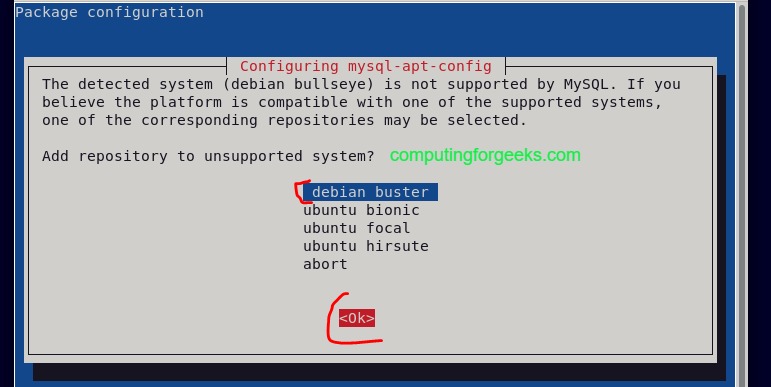 Package configuration
Configuring mysql-apt-config
The detected system (debian bullseye) is not supported by MySQL. If you
believe the platform is compatible with one of the supported systems,
one of the corresponding repositories may be selected.
Add repository to unsupported system? computingforgeeks.com
debian buster
ubuntu bionic
ubuntu focal
ubuntu hirsute
abort
<Ok>